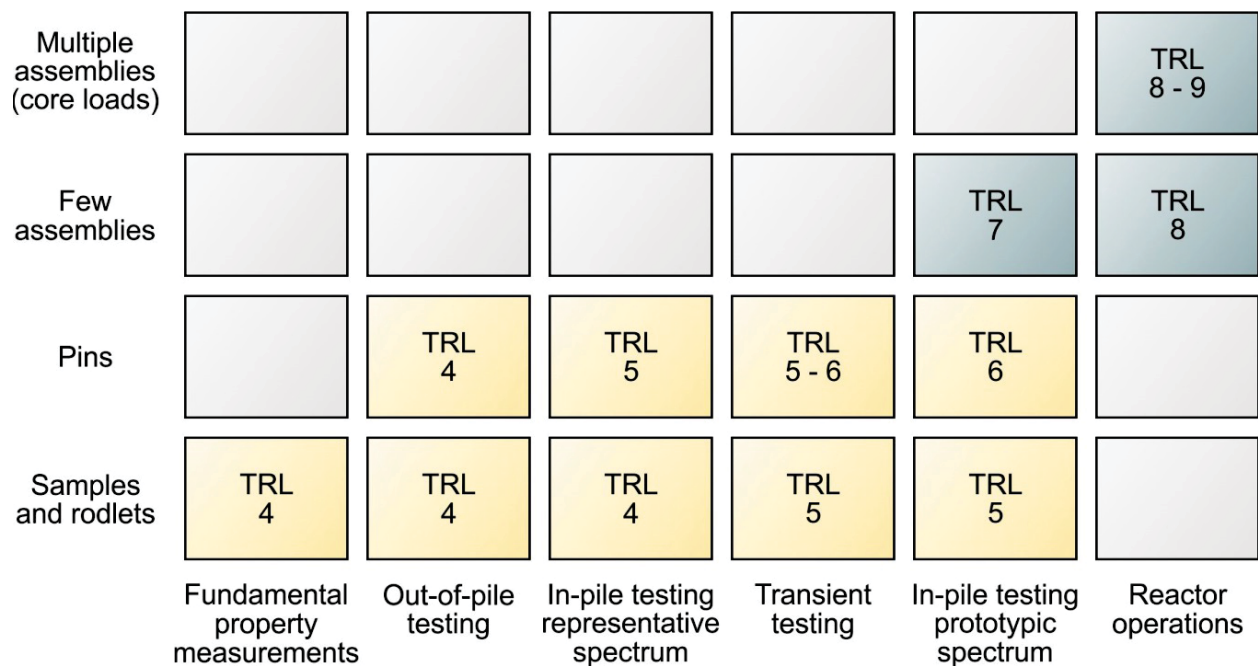 Multiple
assemblies
(core loads)
TRL
8 - 9
Few
assemblies
TRL
7
TRL
8
Pins
TRL
4
TRL
5
TRL
5 - 6
TRL
6
Samples
and rodlets
TRL
4
TRL
4
TRL
4
TRL
5
TRL
5
Fundamental
property
measurements
Out-of-pile
testing
In-pile testing
representative
spectrum
Transient
testing
In-pile testing
prototypic
spectrum
Reactor
operations